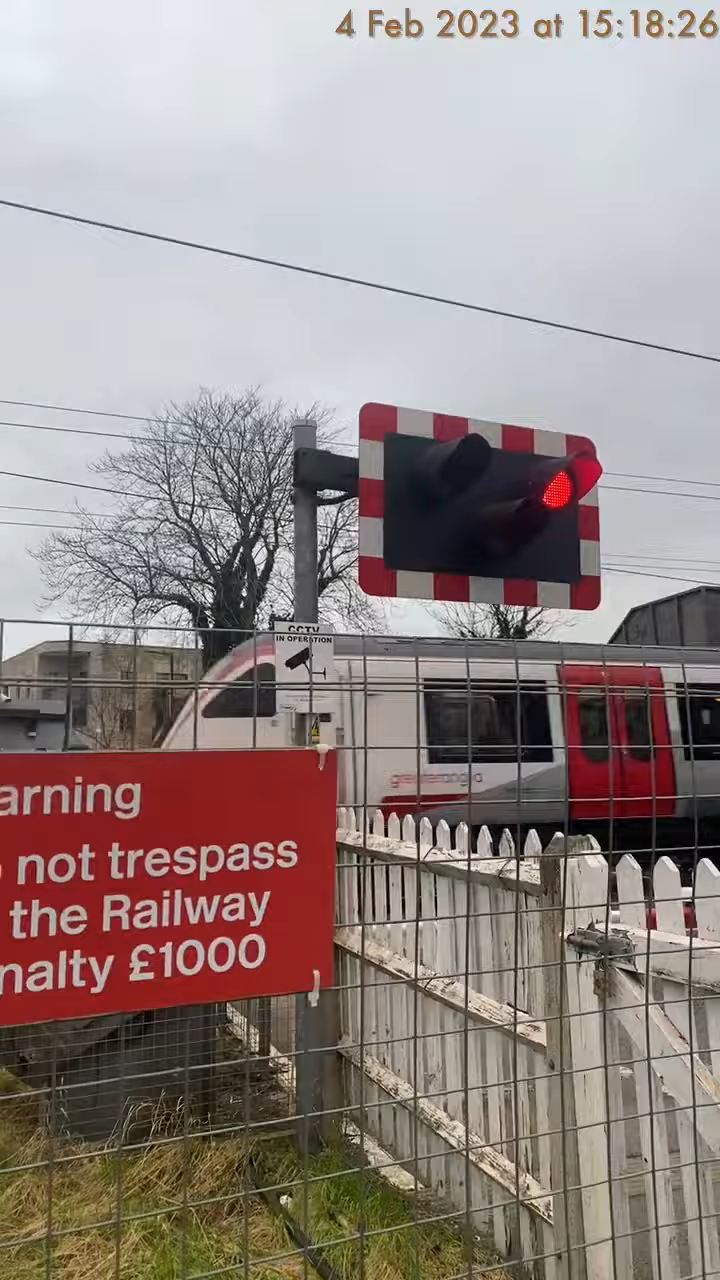 4 Feb 2023 at 15:18:26
CCTV
IN OPERATION
greateranglia
arning
not trespass
the Railway
nalty £1000